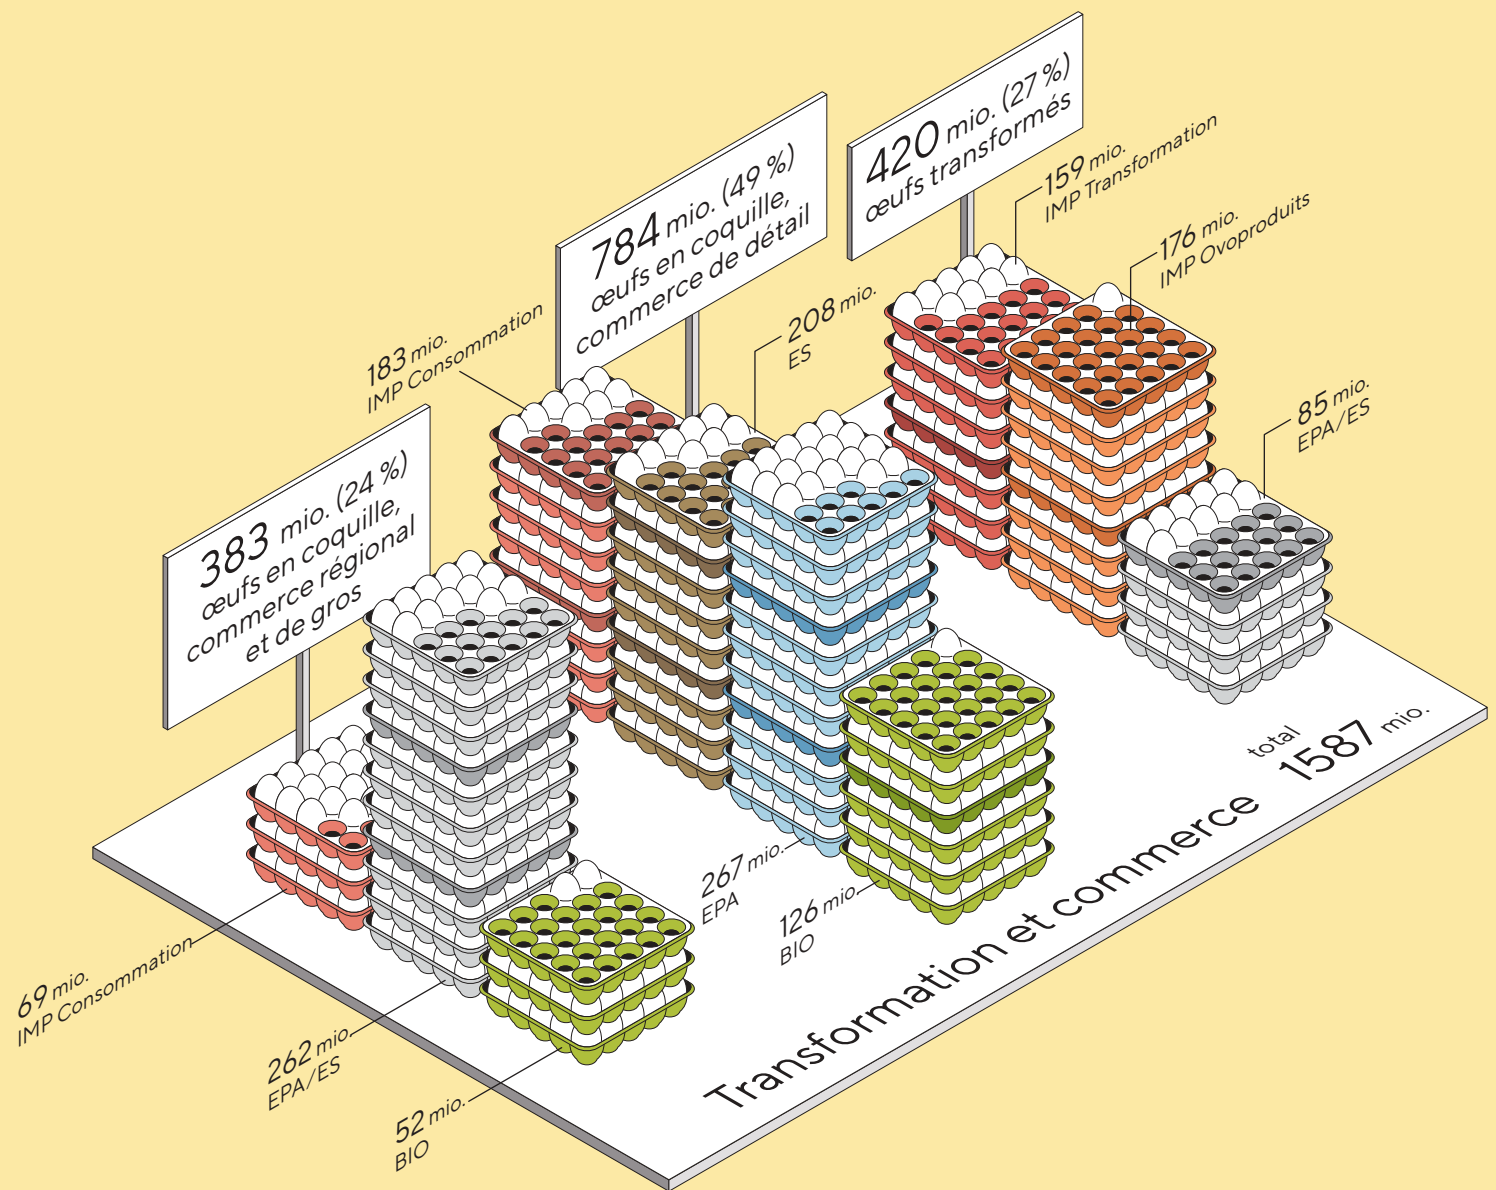 420 mio. (27 %)
œufs transformés
159 mio.
IMP Transformation
176 mio.
IMP Ovoproduits
85 mio.
EPA/ES
784 mio. (49 %)
œufs en coquille,
commerce de détail
183 mio.
IMP Consommation
208 mio.
ES
267 mio.
EPA
126 mio.
BIO
383 mio. (24 %)
œufs en coquille,
commerce régional
et de gros
69 mio.
IMP Consommation
262 mio.
EPA/ES
52 mio.
BIO
Transformation et commerce
total
1587 mio.